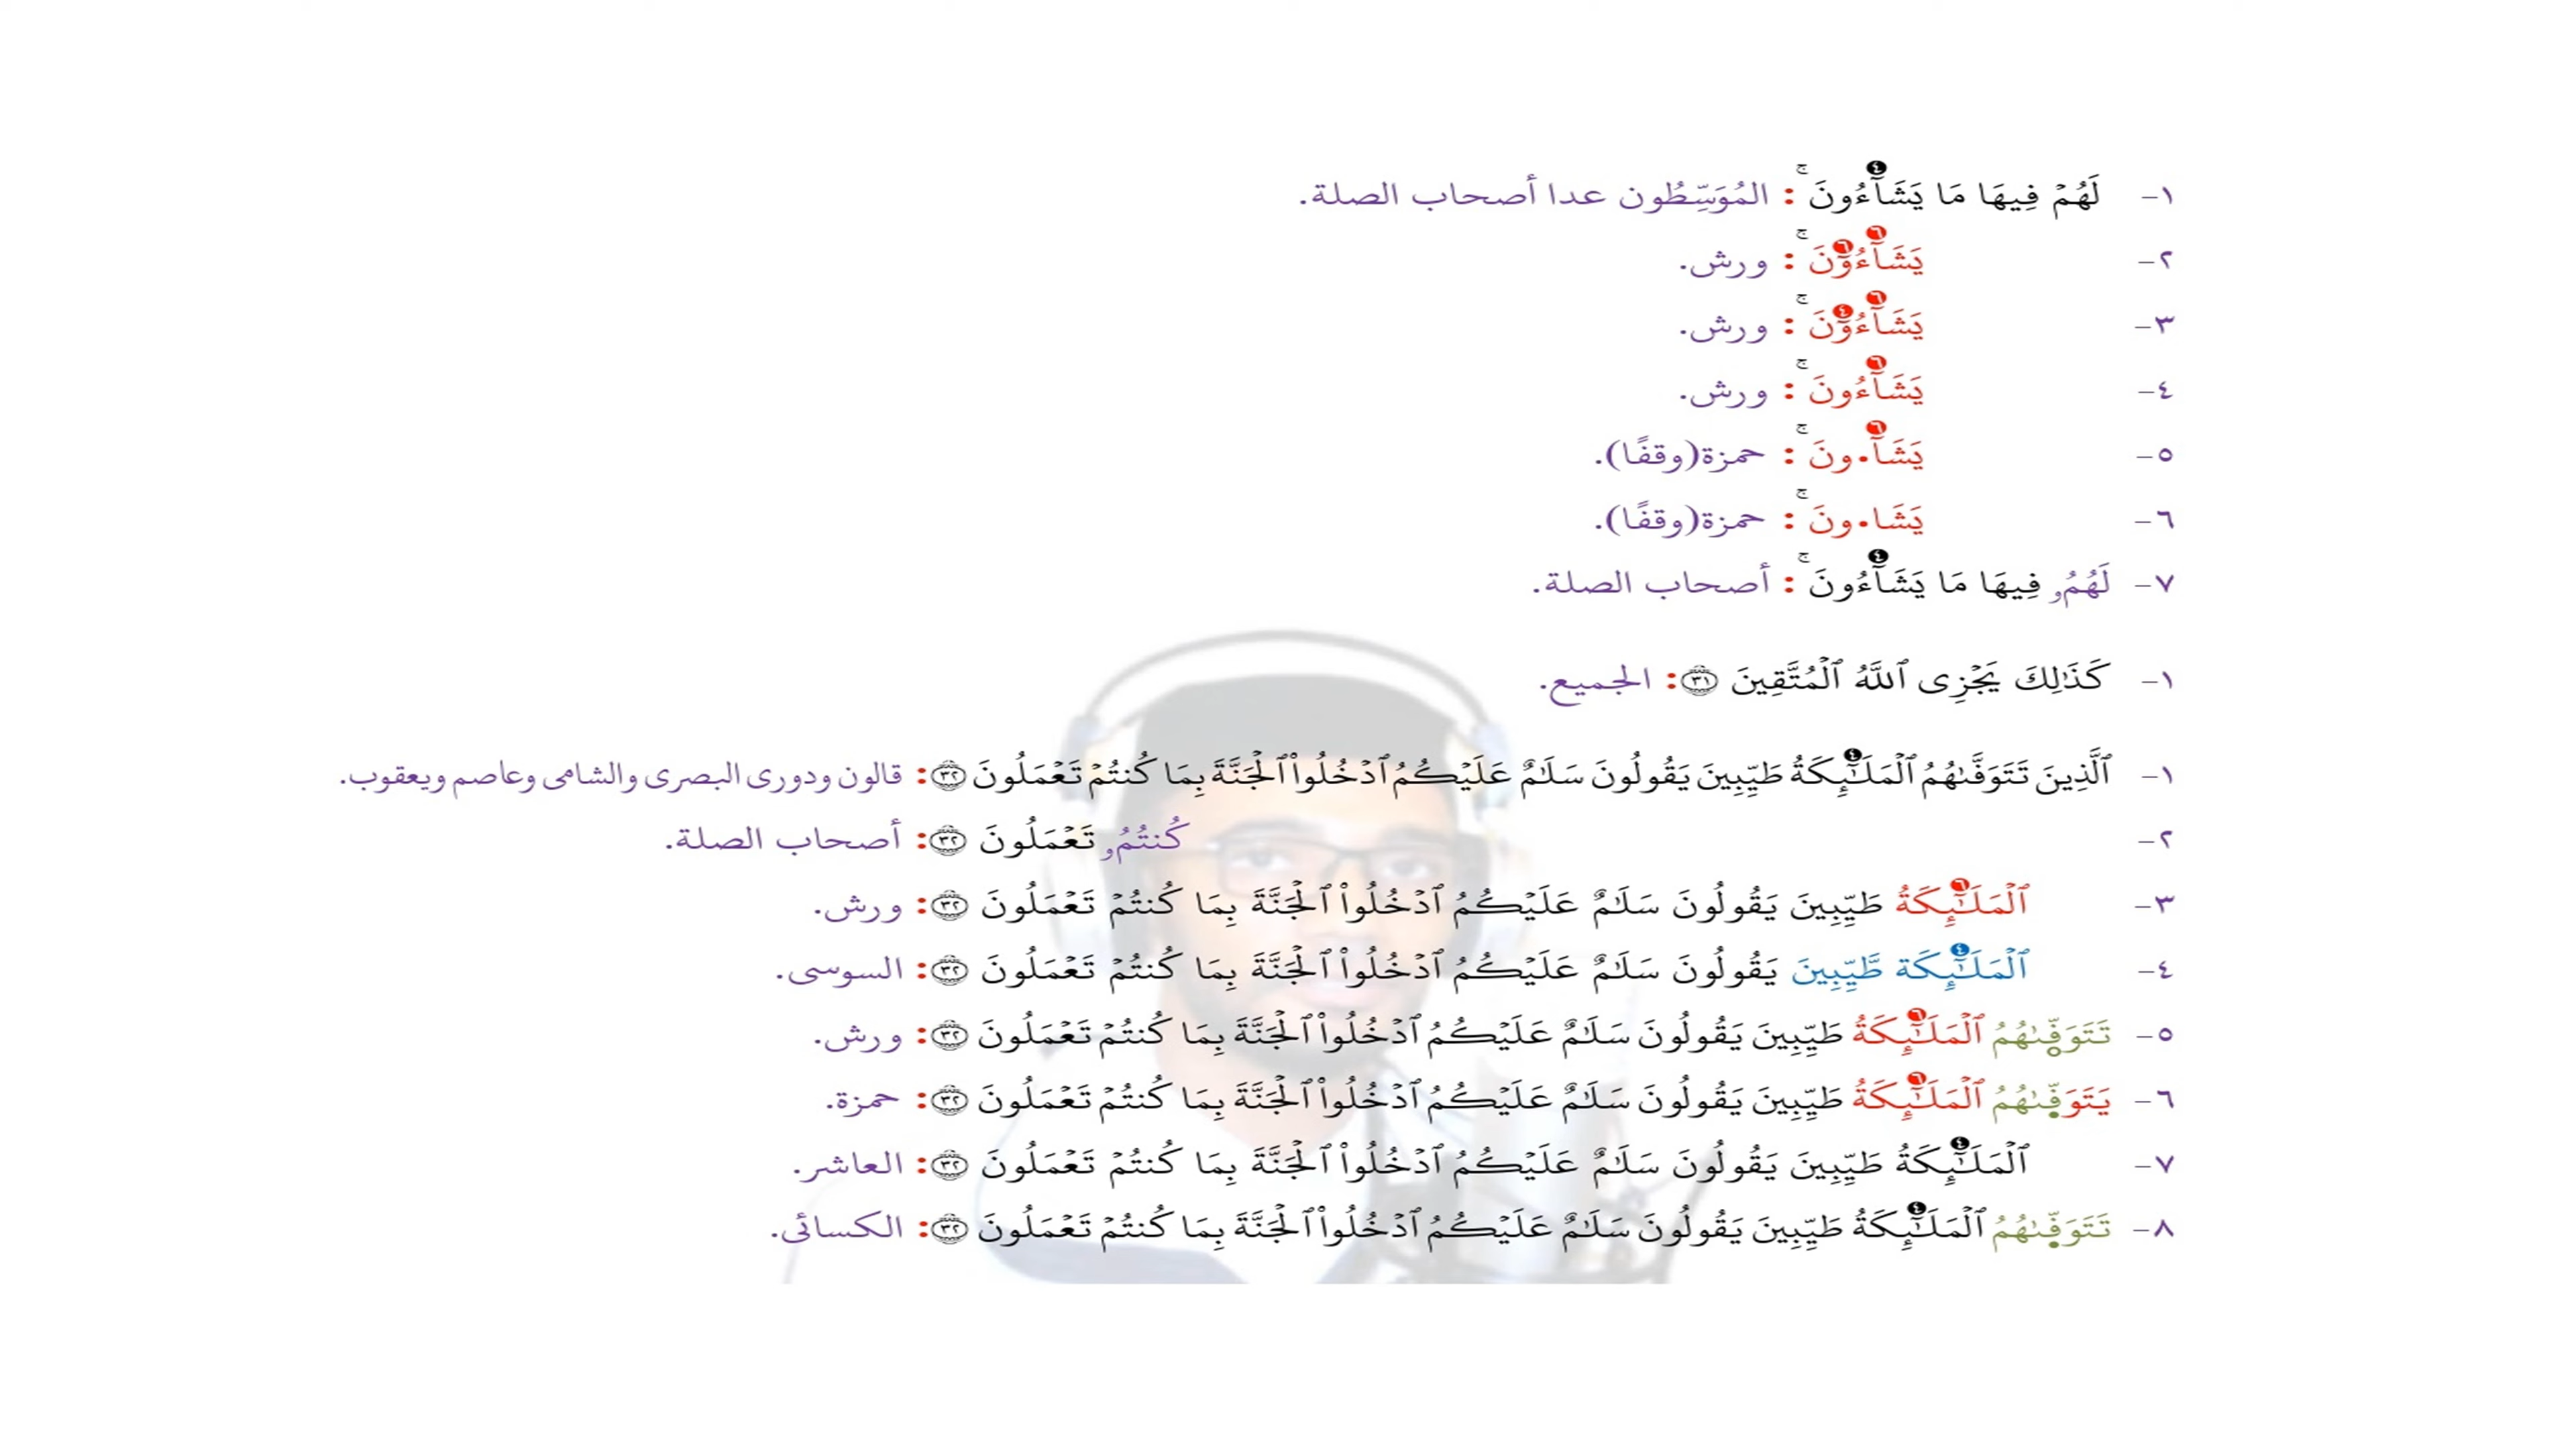 ١- لَهُمْ فِيهَا مَا يَشَآءُونَ ۚ : المُوَسِّطُون عدا أصحاب الصلة.
٢- يَشَآءُوٓنَ ۚ : ورش.
٣- يَشَآءُوٓنَ ۚ : ورش.
٤- يَشَآءُونَ ۚ : ورش.
٥- يَشَآ•ونَ ۚ : حمزة(وقفًا).
٦- يَشَا•ونَ ۚ : حمزة(وقفًا).
٧- لَهُمُۥ فِيهَا مَا يَشَآءُونَ ۚ : أصحاب الصلة.
١- كَذَٰلِكَ يَجْزِى ٱللَّهُ ٱلْمُتَّقِينَ ٣١ : الجميع.
١- ٱلَّذِينَ تَتَوَفَّىٰهُمُ ٱلْمَلَـٰٓئِكَةُ طَيِّبِينَ يَقُولُونَ سَلَـٰمٌ عَلَيْكُمُ ٱدْخُلُوا۟ ٱلْجَنَّةَ بِمَا كُنتُمْ تَعْمَلُونَ ٣٢ : قالون ودورى البصرى والشامى وعاصم ويعقوب.
٢- كُنتُمُۥ تَعْمَلُونَ ٣٢ : أصحاب الصلة.
٣- ٱلْمَلَـٰٓئِكَةُ طَيِّبِينَ يَقُولُونَ سَلَـٰمٌ عَلَيْكُمُ ٱدْخُلُوا۟ ٱلْجَنَّةَ بِمَا كُنتُمْ تَعْمَلُونَ ٣٢ : ورش.
٤- ٱلْمَلَـٰٓئِكَة طَّيِّبِينَ يَقُولُونَ سَلَـٰمٌ عَلَيْكُمُ ٱدْخُلُوا۟ ٱلْجَنَّةَ بِمَا كُنتُمْ تَعْمَلُونَ ٣٢ : السوسى.
٥- تَتَوَفَّىٰهُمُ ٱلْمَلَـٰٓئِكَةُ طَيِّبِينَ يَقُولُونَ سَلَـٰمٌ عَلَيْكُمُ ٱدْخُلُوا۟ ٱلْجَنَّةَ بِمَا كُنتُمْ تَعْمَلُونَ ٣٢ : ورش.
٦- يَتَوَفَّىٰهُمُ ٱلْمَلَـٰٓئِكَةُ طَيِّبِينَ يَقُولُونَ سَلَـٰمٌ عَلَيْكُمُ ٱدْخُلُوا۟ ٱلْجَنَّةَ بِمَا كُنتُمْ تَعْمَلُونَ ٣٢ : حمزة.
٧- ٱلْمَلَـٰٓئِكَةُ طَيِّبِينَ يَقُولُونَ سَلَـٰمٌ عَلَيْكُمُ ٱدْخُلُوا۟ ٱلْجَنَّةَ بِمَا كُنتُمْ تَعْمَلُونَ ٣٢ : العاشر.
٨- تَتَوَفَّىٰهُمُ ٱلْمَلَـٰٓئِكَةُ طَيِّبِينَ يَقُولُونَ سَلَـٰمٌ عَلَيْكُمُ ٱدْخُلُوا۟ ٱلْجَنَّةَ بِمَا كُنتُمْ تَعْمَلُونَ ٣٢ : الكسائى.